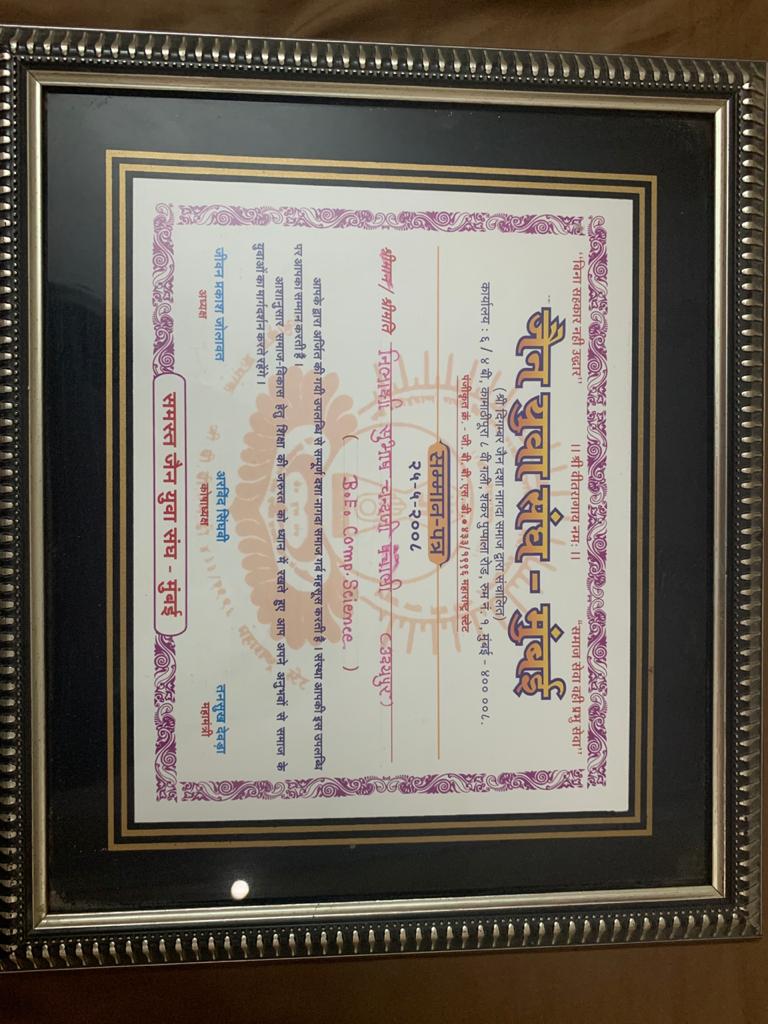 "बिना सहकार नही उद्धार" ।। श्री वीतरागाय नमः ।। "समाज सेवा वही प्रभु सेवा"
जैन युवा संघ - मुंबई
(श्री दिगम्बर जैन दशा नागदा समाज द्वारा संचालित)
कार्यालय : ६ / ४ बी, कामाठीपूरा ८ वी गली, शंकर पुप्पाला रोड, रुम नं. १, मुंबई - ४०० ००८.
पंजीकृत क्रं. - जी. बी. बी. एस. डी. ० ४३३/१९९६ महाराष्ट्र स्टेट
सम्मान-पत्र
२५-५-२००८
श्रीमान / श्रीमति निलाक्षी सुभाष चन्दजी पंचोली (उदयपुर)
( B.E. Comp. Science )
आपके द्वारा अर्जित की गयी उपलब्धि से सम्पूर्ण दशा नागदा समाज गर्व महसूस करती है । संस्था आपकी इस उपलब्धि
पर आपका सम्मान करती है ।
आशानुसार समाज-विकास हेतु शिक्षा की जरुरत को ध्यान में रखते हुए आप अपने अनुभवों से समाज के
युवाओं का मार्गदर्शन करते रहेंगे ।
जीवन प्रकाश जोलावत अरविंद सिंघवी तनसुख देवड़ा
अध्यक्ष कोषाध्यक्ष महामंत्री
समस्त जैन युवा संघ - मुंबई